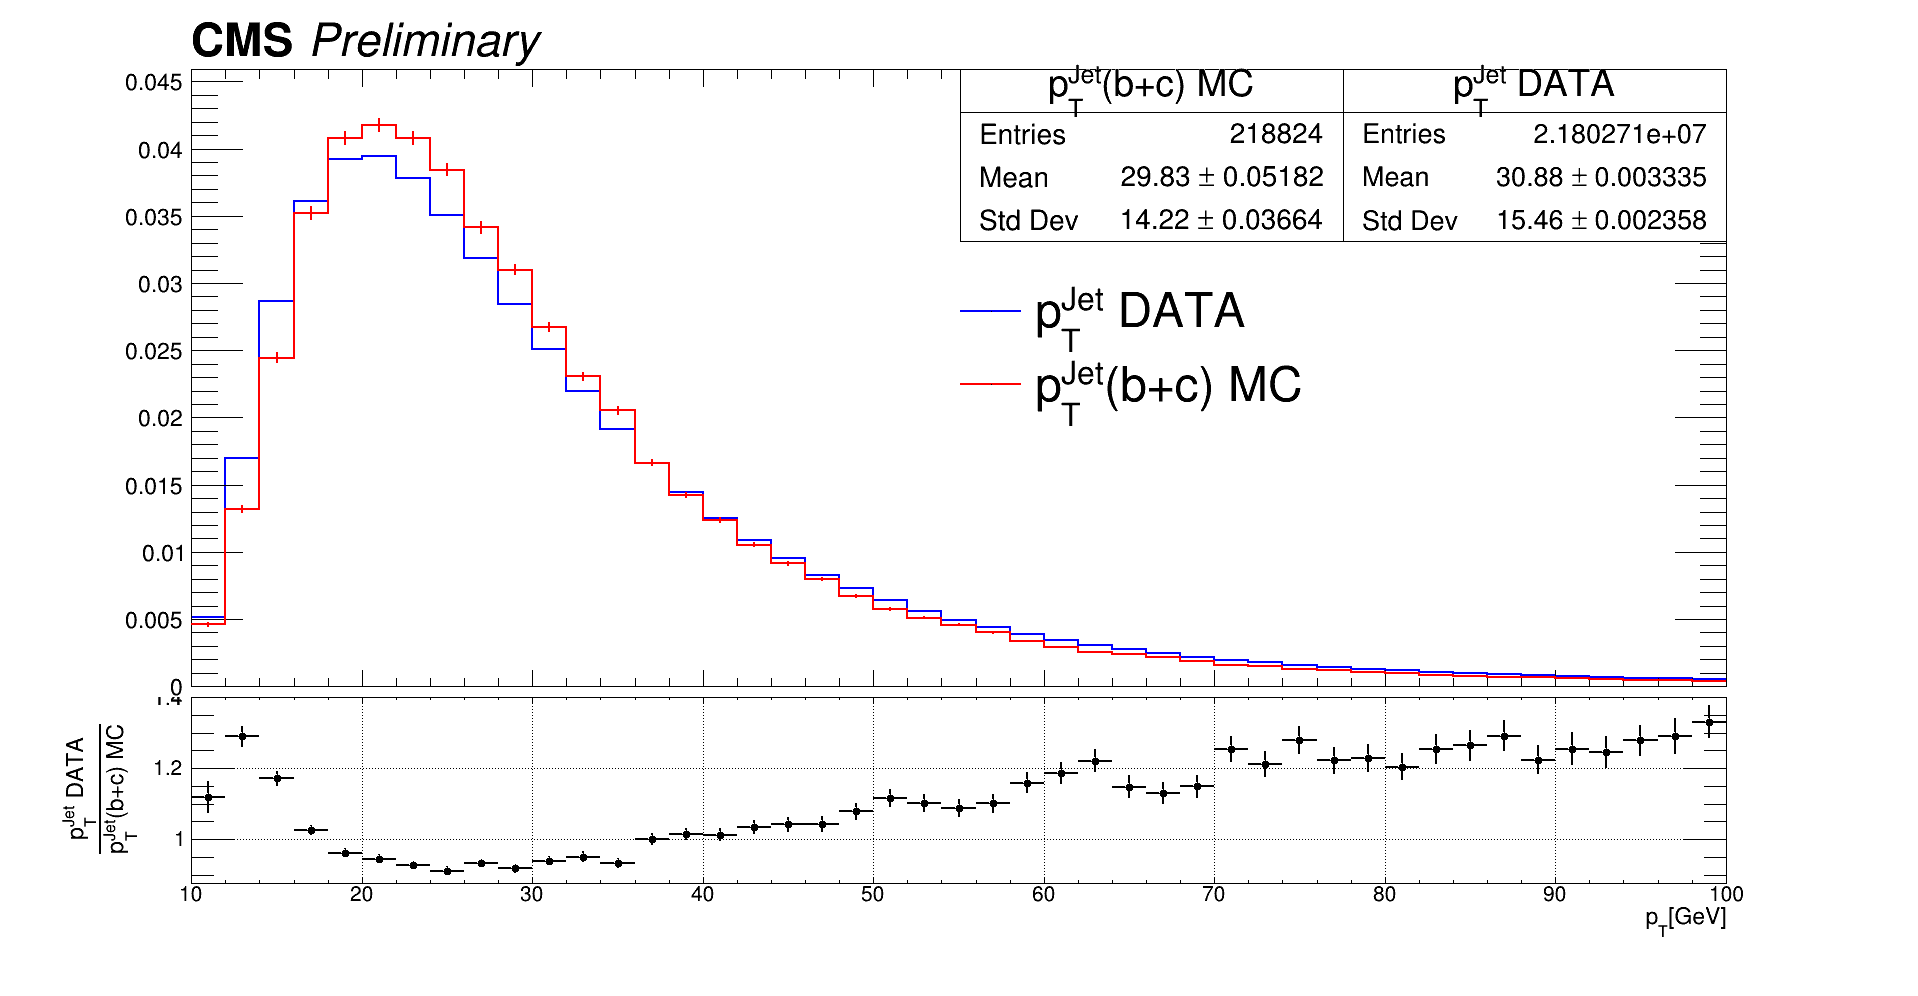 CMS Preliminary
0.045
0.04
0.035
0.03
0.025
0.02
0.015
0.01
0.005
0
p_T^Jet(b+c) MC
Entries 218824
Mean 29.83 ± 0.05182
Std Dev 14.22 ± 0.03664
p_T^Jet DATA
Entries 2.180271e+07
Mean 30.88 ± 0.003335
Std Dev 15.46 ± 0.002358
p_T^Jet DATA
p_T^Jet(b+c) MC
p_T^Jet DATA
p_T^Jet(b+c) MC
1.4
1.2
1
10 20 30 40 50 60 70 80 90 100
p_T[GeV]